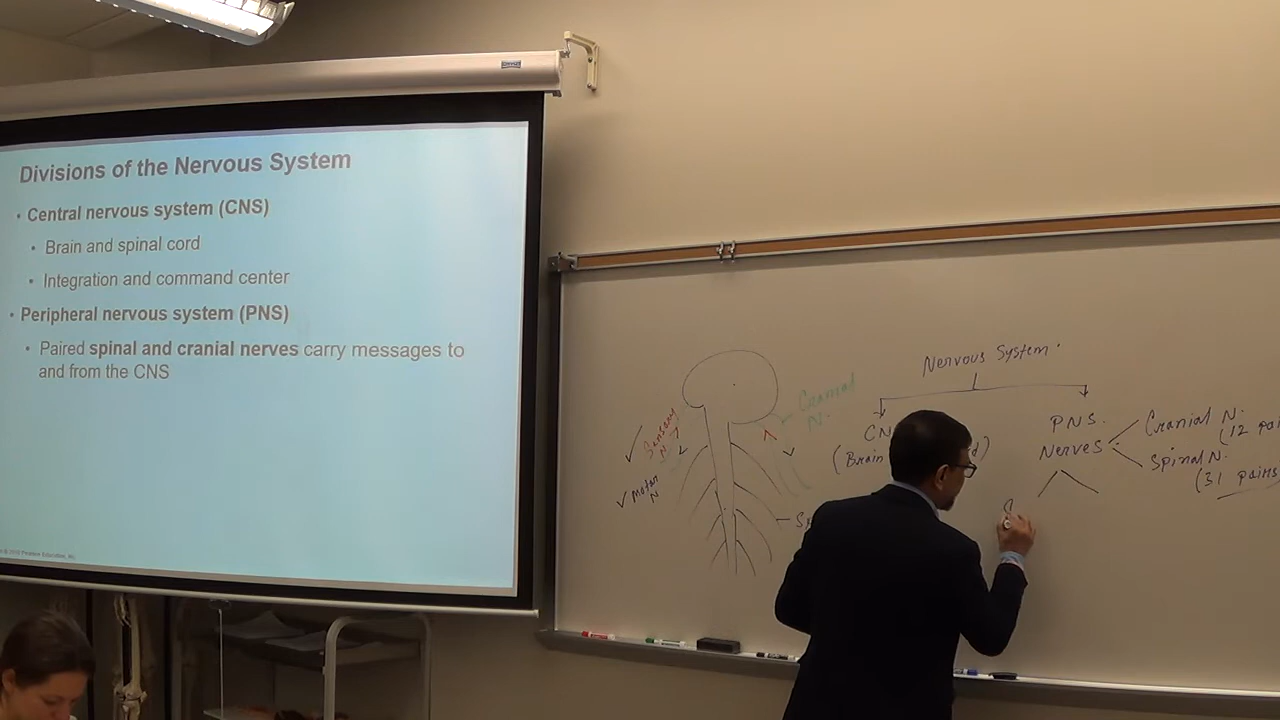 Divisions of the Nervous System
• Central nervous system (CNS)
• Brain and spinal cord
• Integration and command center
• Peripheral nervous system (PNS)
• Paired spinal and cranial nerves carry messages to
and from the CNS
Nervous System.
Cranial
N.
Sensory
N
✓ Motor
N
CN
(Brain
d)
PNS.
Nerves
Cranial N.
(12 pai
Spinal N.
(31 pairs